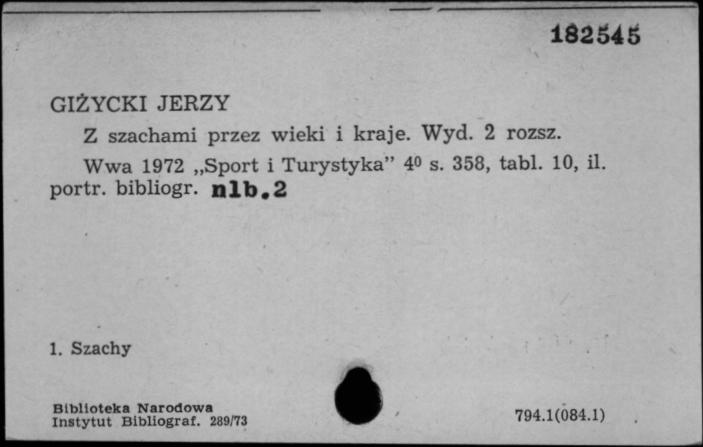 182545
GIŻYCKI JERZY
Z szachami przez wieki i kraje. Wyd. 2 rozsz.
Wwa 1972 „Sport i Turystyka” 4⁰ s. 358, tabl. 10, il.
portr. bibliogr. nlb.2
1. Szachy
Biblioteka Narodowa
Instytut Bibliograf. 289/73
794.1(084.1)